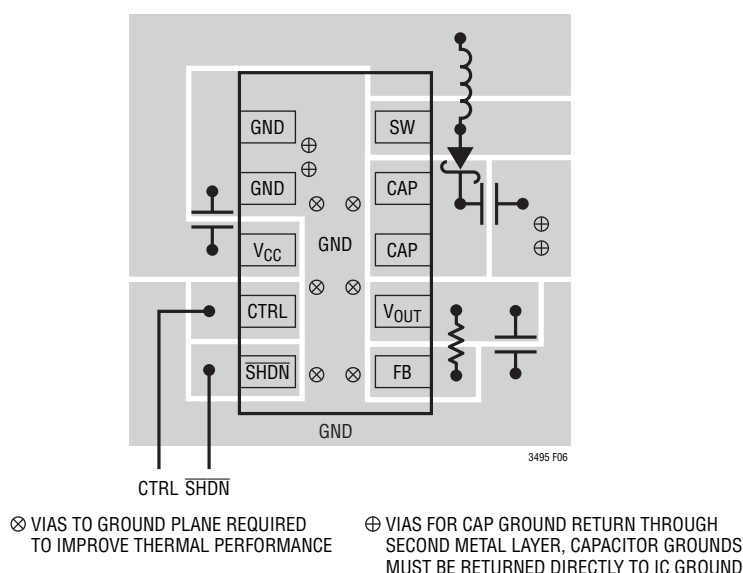 GND
SW
GND
CAP
VCC
GND
CAP
CTRL
VOUT
SHDN
FB
GND
3495 F06
CTRL SHDN
⊗ VIAS TO GROUND PLANE REQUIRED
TO IMPROVE THERMAL PERFORMANCE
⊕ VIAS FOR CAP GROUND RETURN THROUGH
SECOND METAL LAYER, CAPACITOR GROUNDS
MUST BE RETURNED DIRECTLY TO IC GROUND